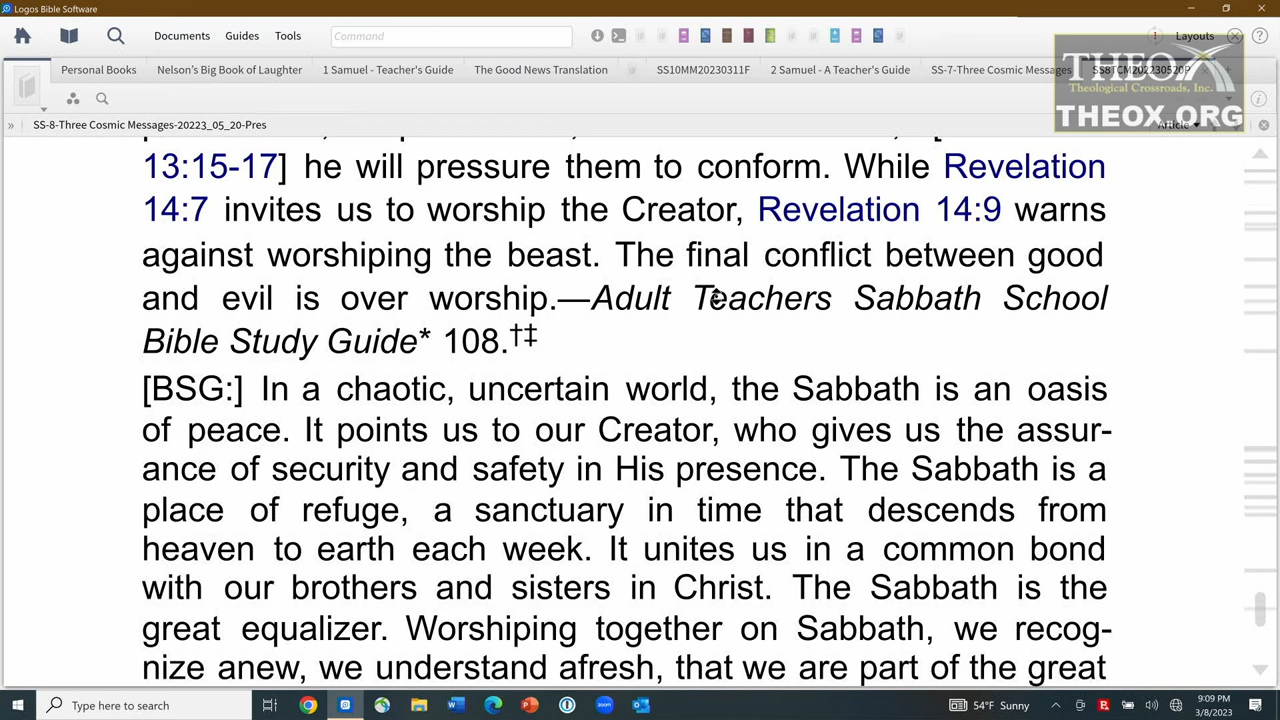 Logos Bible Software
Documents Guides Tools Command Layouts
Personal Books Nelson's Big Book of Laughter The Good News Translation SS10MM20230311F 2 Samuel - A Teacher's Guide SS-7-Three Cosmic Messages
THEOX
Theological Crossroads, Inc.
THEOX.ORG
SS-8-Three Cosmic Messages-20223_05_20-Pres Article
13:15-17] he will pressure them to conform. While Revelation
14:7 invites us to worship the Creator, Revelation 14:9 warns
against worshiping the beast. The final conflict between good
and evil is over worship.—Adult Teachers Sabbath School
Bible Study Guide* 108.†‡
[BSG:] In a chaotic, uncertain world, the Sabbath is an oasis
of peace. It points us to our Creator, who gives us the assur-
ance of security and safety in His presence. The Sabbath is a
place of refuge, a sanctuary in time that descends from
heaven to earth each week. It unites us in a common bond
with our brothers and sisters in Christ. The Sabbath is the
great equalizer. Worshiping together on Sabbath, we recog-
nize anew, we understand afresh, that we are part of the great
Type here to search 54°F Sunny 9:09 PM
3/8/2023